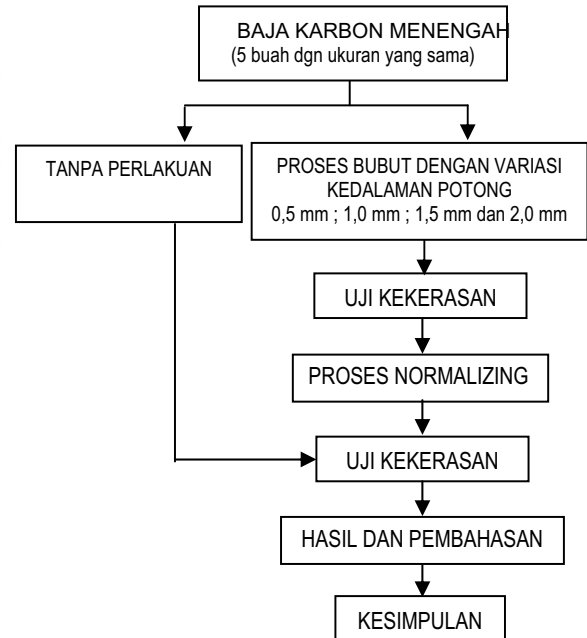 BAJA KARBON MENENGAH
(5 buah dgn ukuran yang sama)
TANPA PERLAKUAN
PROSES BUBUT DENGAN VARIASI
KEDALAMAN POTONG
0,5 mm ; 1,0 mm ; 1,5 mm dan 2,0 mm
UJI KEKERASAN
PROSES NORMALIZING
UJI KEKERASAN
HASIL DAN PEMBAHASAN
KESIMPULAN